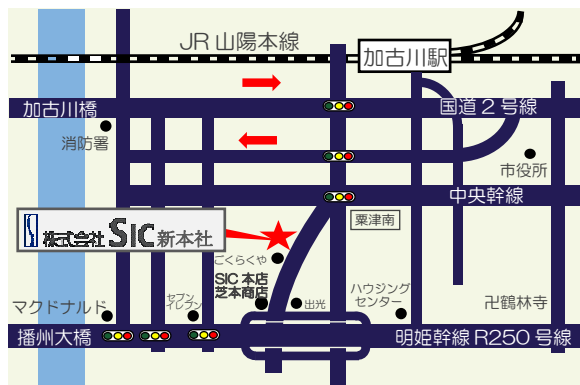 JR 山陽本線
加古川駅
加古川橋
国道2号線
消防署
市役所
中央幹線
粟津南
株式会社 SIC 新本社
ごくらくや
SIC 本店
芝本商店
出光
ハウジング
センター
マクドナルド
セブン
イレブン
卍鶴林寺
播州大橋
明姫幹線 R250 号線